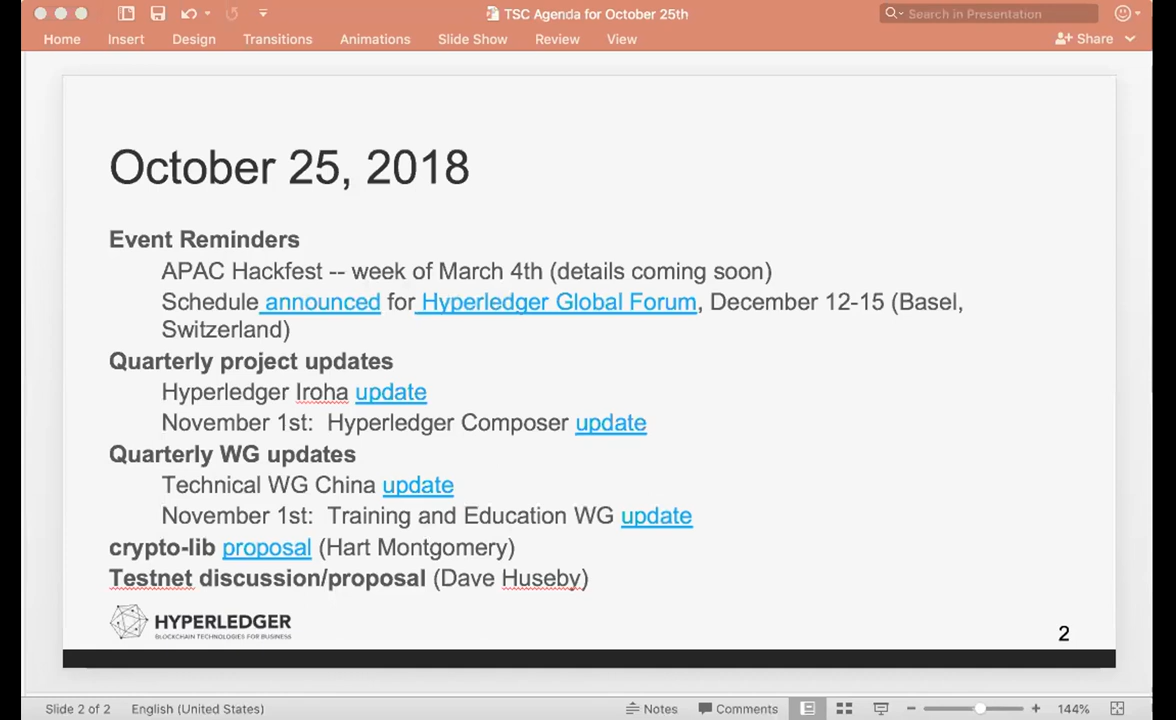 TSC Agenda for October 25th
Search in Presentation
Home Insert Design Transitions Animations Slide Show Review View Share
October 25, 2018
Event Reminders
APAC Hackfest -- week of March 4th (details coming soon)
Schedule announced for Hyperledger Global Forum, December 12-15 (Basel,
Switzerland)
Quarterly project updates
Hyperledger Iroha update
November 1st: Hyperledger Composer update
Quarterly WG updates
Technical WG China update
November 1st: Training and Education WG update
crypto-lib proposal (Hart Montgomery)
Testnet discussion/proposal (Dave Huseby)
HYPERLEDGER
BLOCKCHAIN TECHNOLOGIES FOR BUSINESS
2
Slide 2 of 2 English (United States) Notes Comments 144%